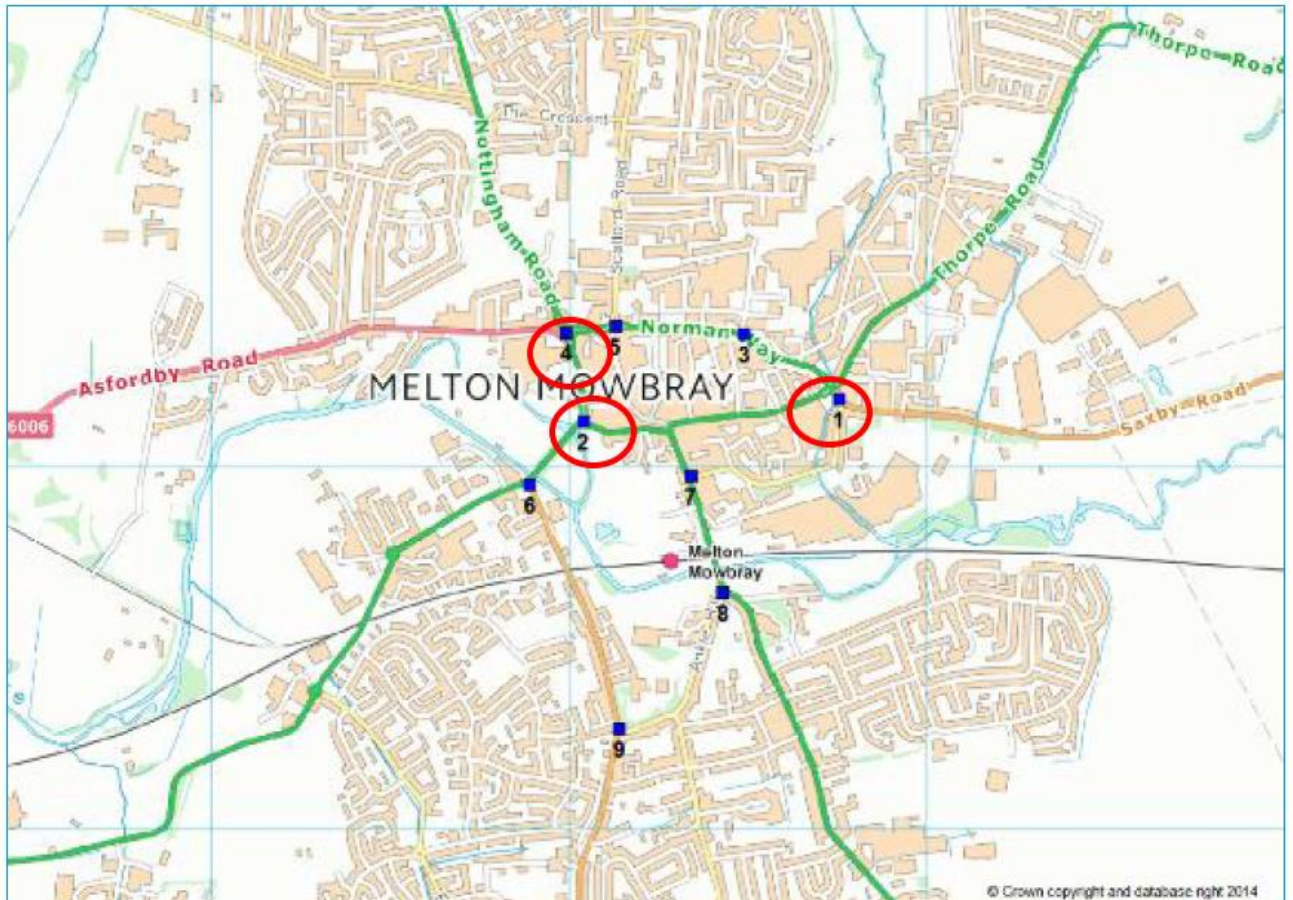 Thorpe Road
The Crescent
Nottingham Road
Scalford Road
Thorpe Road
Norman Way
4
5
3
Asfordby Road
MELTON MOWBRAY
6006
1
Saxby Road
2
6
7
Melton
Mowbray
8
9
© Crown copyright and database right 2014